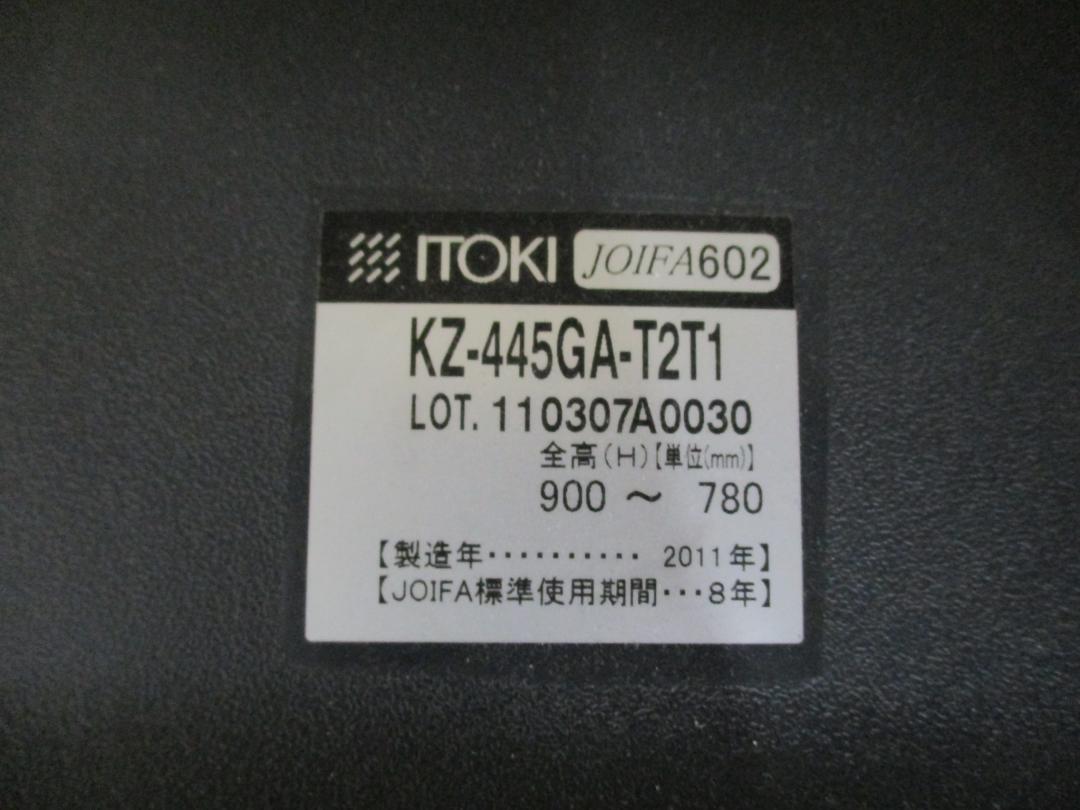 ITOKI JOIFA602
KZ-445GA-T2T1
LOT. 110307A0030
全高(H)【単位(mm)】
900 ～ 780
【製造年・・・・・・・・・・ 2011年】
【JOIFA標準使用期間・・・8年】